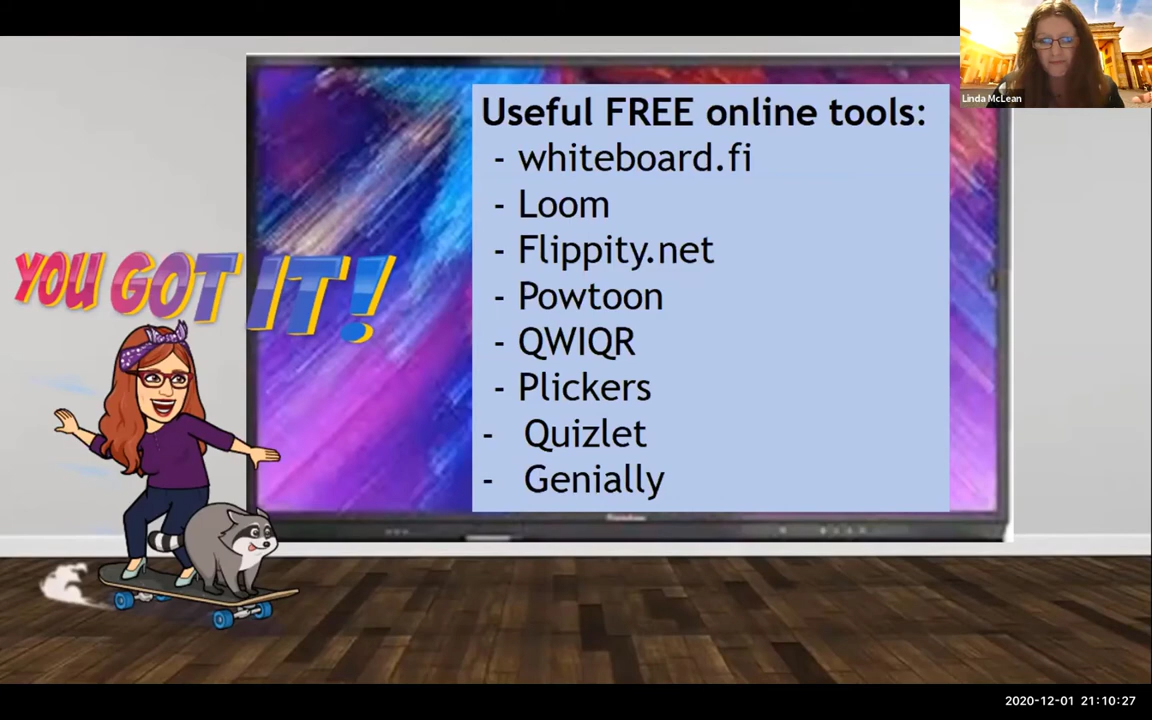 Linda McLean
Useful FREE online tools:
- whiteboard.fi
- Loom
- Flippity.net
- Powtoon
- QWIQR
- Plickers
- Quizlet
- Genially
YOU GOT IT!
2020-12-01 21:10:27